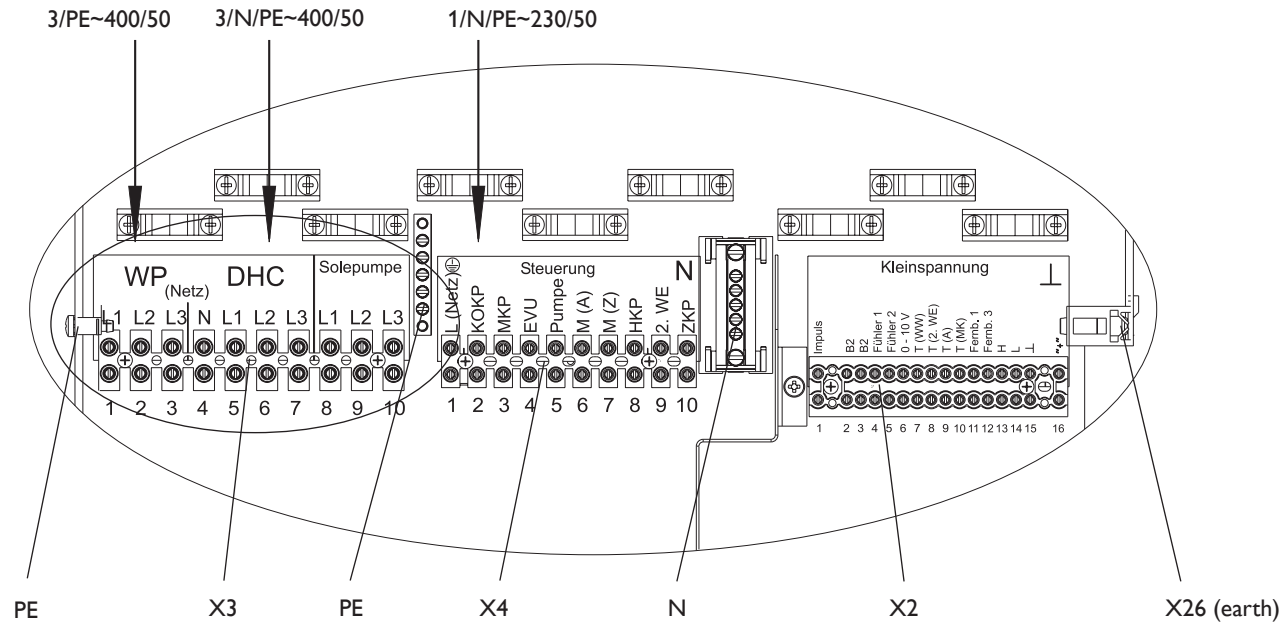 3/PE~400/50 3/N/PE~400/50 1/N/PE~230/50
WP (Netz) DHC Solepumpe
L1 L2 L3 N L1 L2 L3 L1 L2 L3
1 2 3 4 5 6 7 8 9 10
Steuerung N
L (Netz)
KOKP
MKP
EVU
Pumpe
M (A)
M (Z)
HKP
2. WE
ZKP
1 2 3 4 5 6 7 8 9 10
Kleinspannung ⊥
Impuls
B2
B2
Fühler 1
Fühler 2
0 - 10 V
T (WW)
T (2. WE)
T (A)
T (MK)
Fernb. 1
Fernb. 3
H
L
⊥
"+"
1 2 3 4 5 6 7 8 9 10 11 12 13 14 15 16
PE X3 PE X4 N X2 X26 (earth)